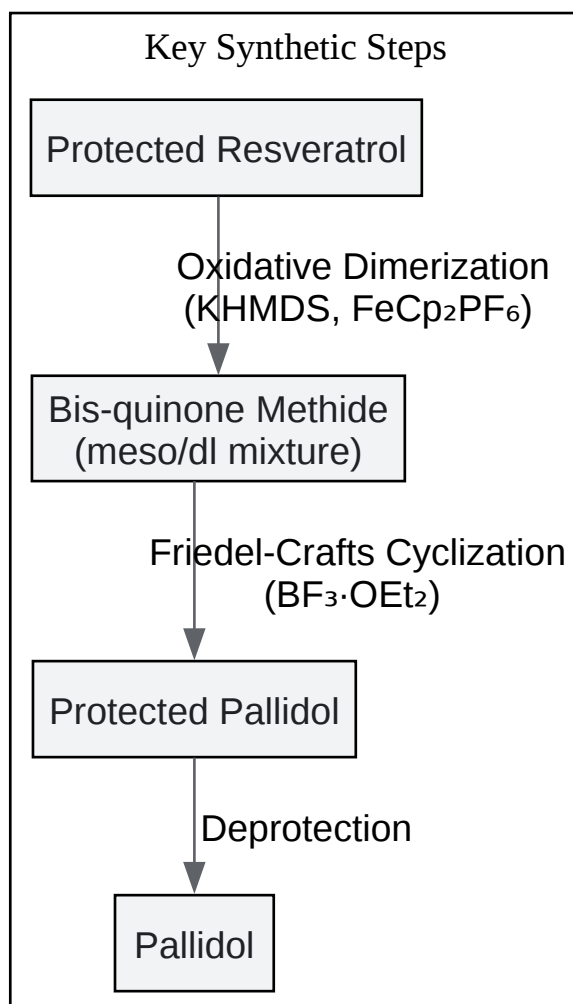 Key Synthetic Steps
Protected Resveratrol
Oxidative Dimerization
(KHMDS, FeCp₂PF₆)
Bis-quinone Methide
(meso/dl mixture)
Friedel-Crafts Cyclization
(BF₃·OEt₂)
Protected Pallidol
Deprotection
Pallidol